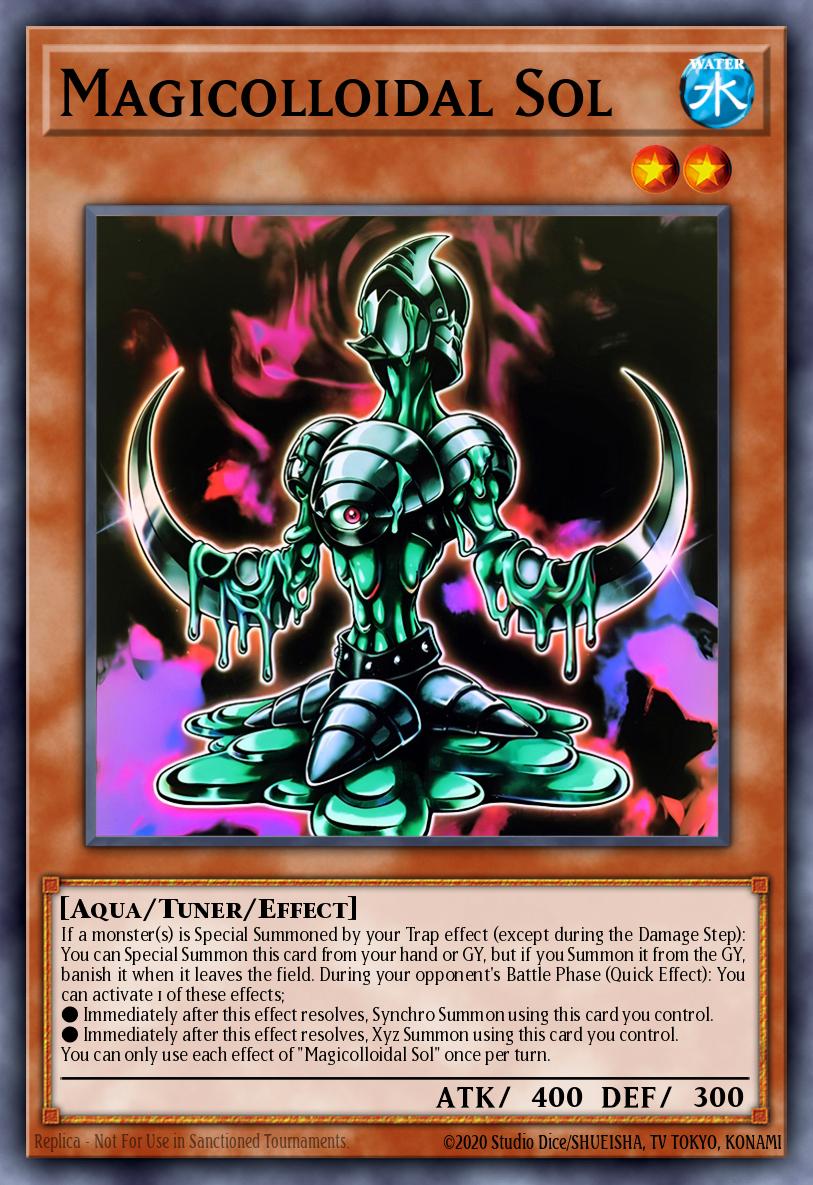 Magicolloidal Sol
WATER
水
[Aqua/Tuner/Effect]
If a monster(s) is Special Summoned by your Trap effect (except during the Damage Step):
You can Special Summon this card from your hand or GY, but if you Summon it from the GY,
banish it when it leaves the field. During your opponent's Battle Phase (Quick Effect): You
can activate 1 of these effects;
● Immediately after this effect resolves, Synchro Summon using this card you control.
● Immediately after this effect resolves, Xyz Summon using this card you control.
You can only use each effect of "Magicolloidal Sol" once per turn.
ATK/ 400 DEF/ 300
Replica - Not For Use in Sanctioned Tournaments. ©2020 Studio Dice/SHUEISHA, TV TOKYO, KONAMI